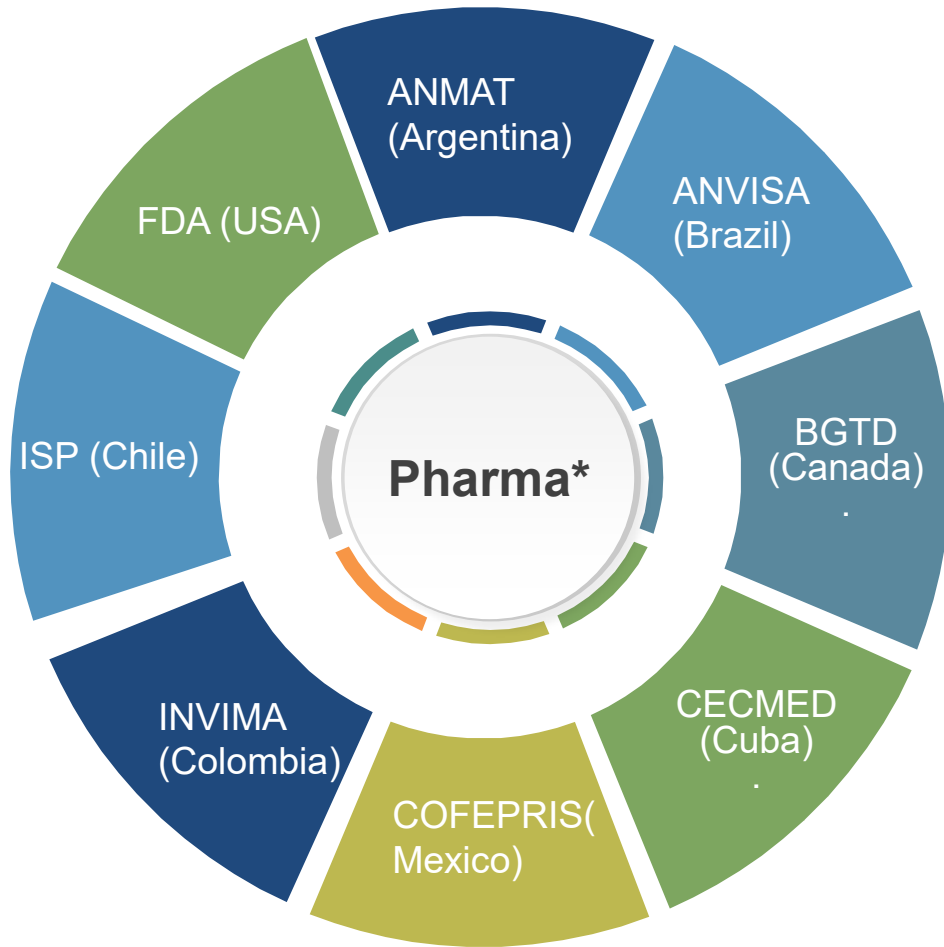 ANMAT
(Argentina)
ANVISA
(Brazil)
BGTD
(Canada)
.
CECMED
(Cuba)
.
COFEPRIS(
Mexico)
INVIMA
(Colombia)
ISP (Chile)
FDA (USA)
Pharma*